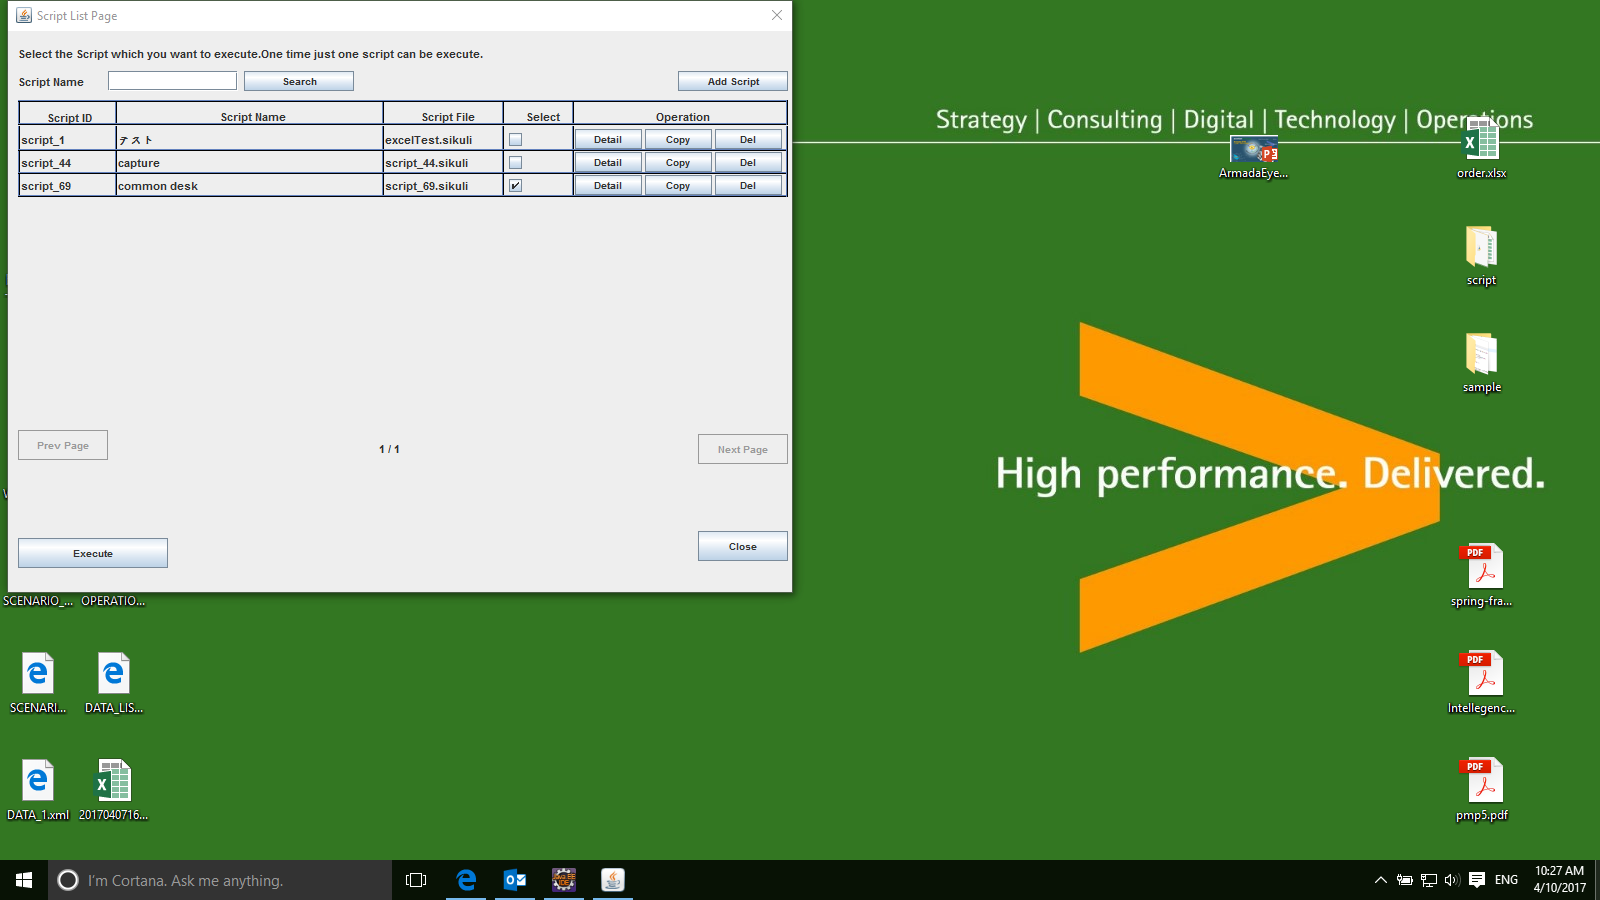 Script List Page
Select the Script which you want to execute.One time just one script can be execute.
Script Name
Search
Add Script
Script ID Script Name Script File Select Operation
script_1 テスト excelTest.sikuli Detail Copy Del
script_44 capture script_44.sikuli Detail Copy Del
script_69 common desk script_69.sikuli Detail Copy Del
Prev Page
1 / 1
Next Page
Execute
Close
Strategy | Consulting | Digital | Technology | Operations
ArmadaEye...
order.xlsx
script
sample
High performance. Delivered.
PDF
spring-fra...
PDF
Intellegenc...
PDF
pmp5.pdf
SCENARIO_... OPERATIO...
SCENARI... DATA_LIS...
DATA_1.xml 2017040716...
I'm Cortana. Ask me anything.
ENG
10:27 AM
4/10/2017